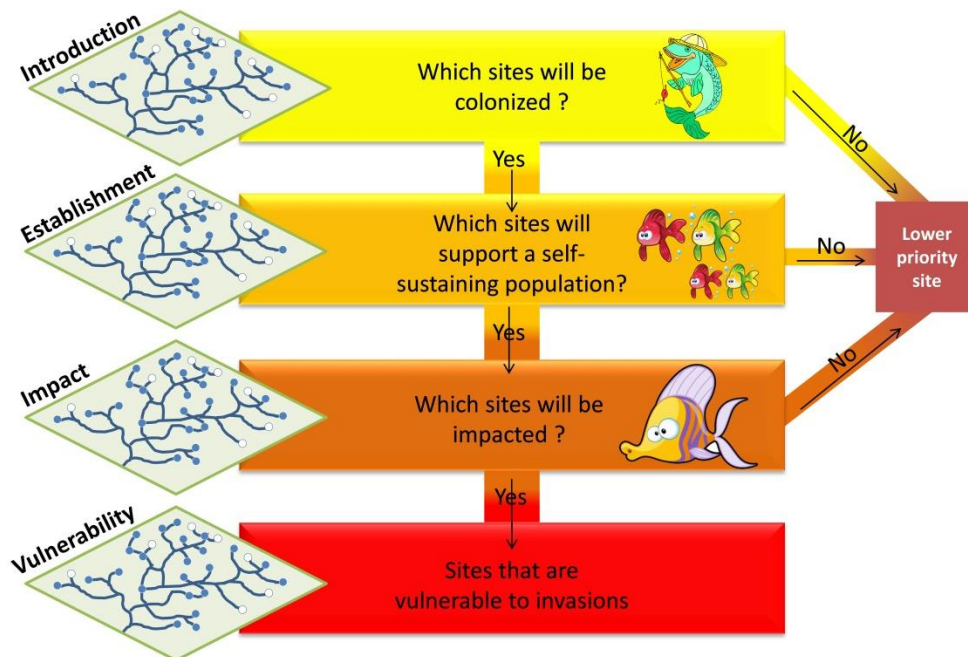 Introduction
Which sites will be
colonized ?
No
Yes
Establishment
Which sites will
support a self-
sustaining population?
No
Lower
priority
site
Yes
Impact
Which sites will be
impacted ?
No
Yes
Vulnerability
Sites that are
vulnerable to invasions